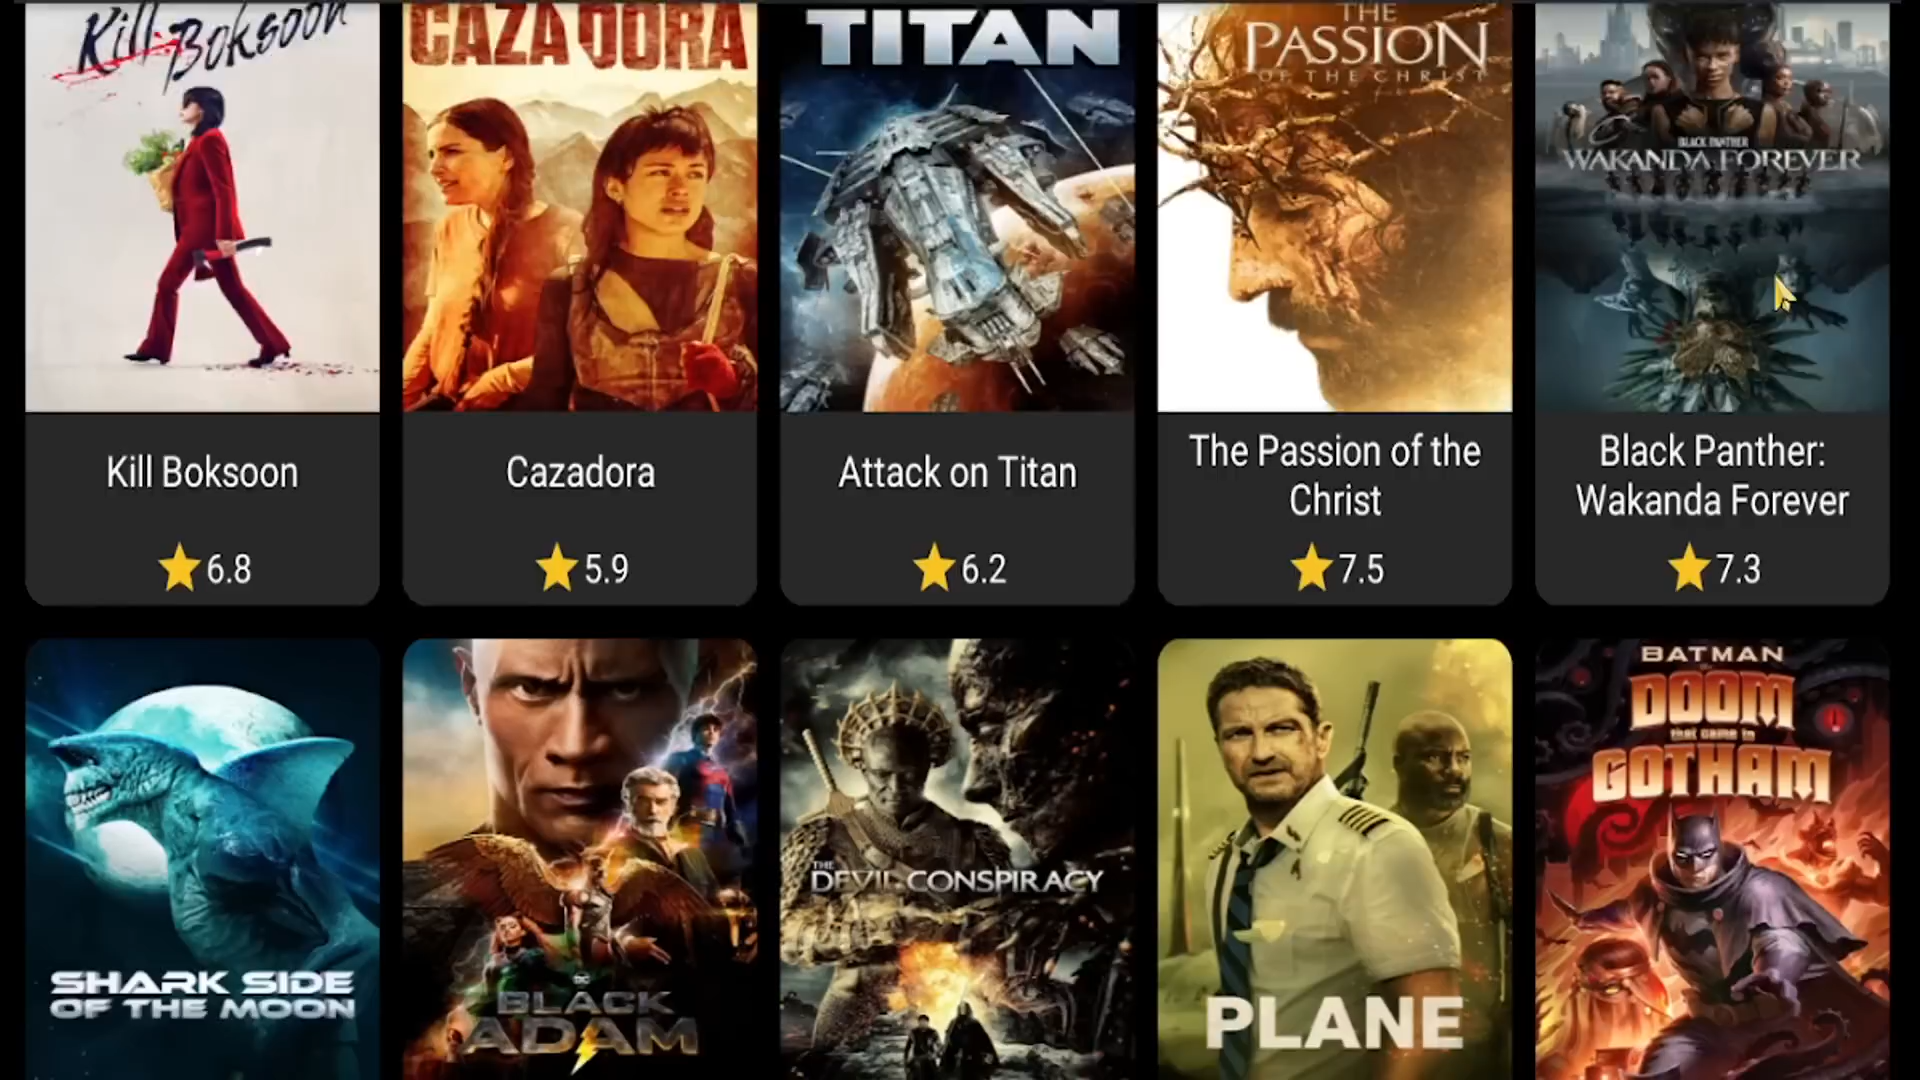 Kill Boksoon
CAZADORA
TITAN
THE
PASSION
OF THE CHRIST
BLACK PANTHER
WAKANDA FOREVER
Kill Boksoon
Cazadora
Attack on Titan
The Passion of the
Christ
Black Panther:
Wakanda Forever
6.8
5.9
6.2
7.5
7.3
SHARK SIDE
OF THE MOON
DC
BLACK
ADAM
THE
DEVIL CONSPIRACY
PLANE
BATMAN
DOOM
that came to
GOTHAM